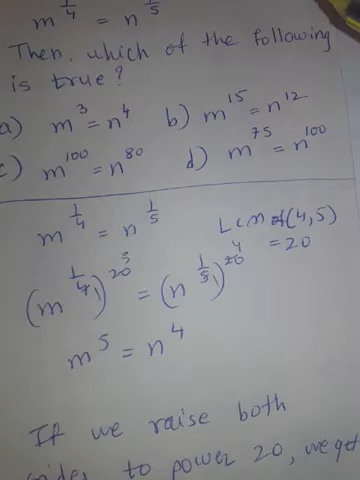 m^1/4 = n^1/5
Then, which of the following
is true?
a) m^3 = n^4 b) m^15 = n^12
c) m^100 = n^80 d) m^75 = n^100
m^1/4 = n^1/5 LCM of (4,5)
= 20
(m^1/4)^20 = (n^1/5)^20
m^5 = n^4
If we raise both
sides to power 20, we get